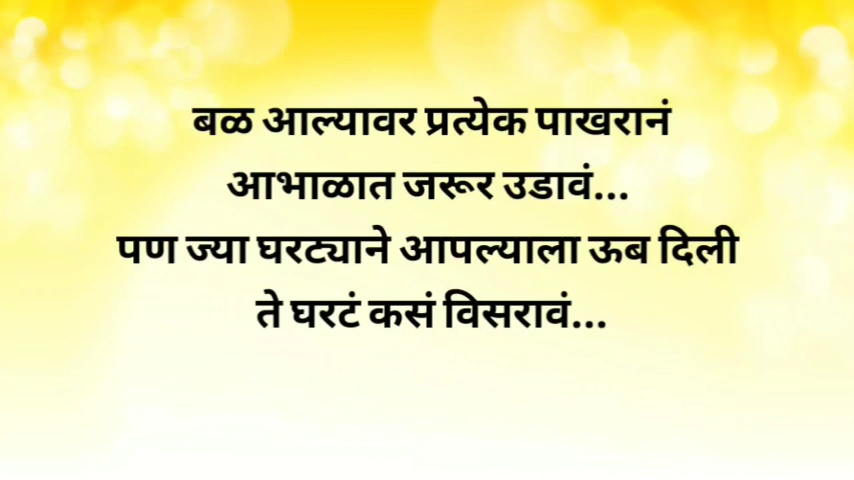 बळ आल्यावर प्रत्येक पाखरानं
आभाळात जरूर उडावं...
पण ज्या घरट्याने आपल्याला ऊब दिली
ते घरटं कसं विसरावं...